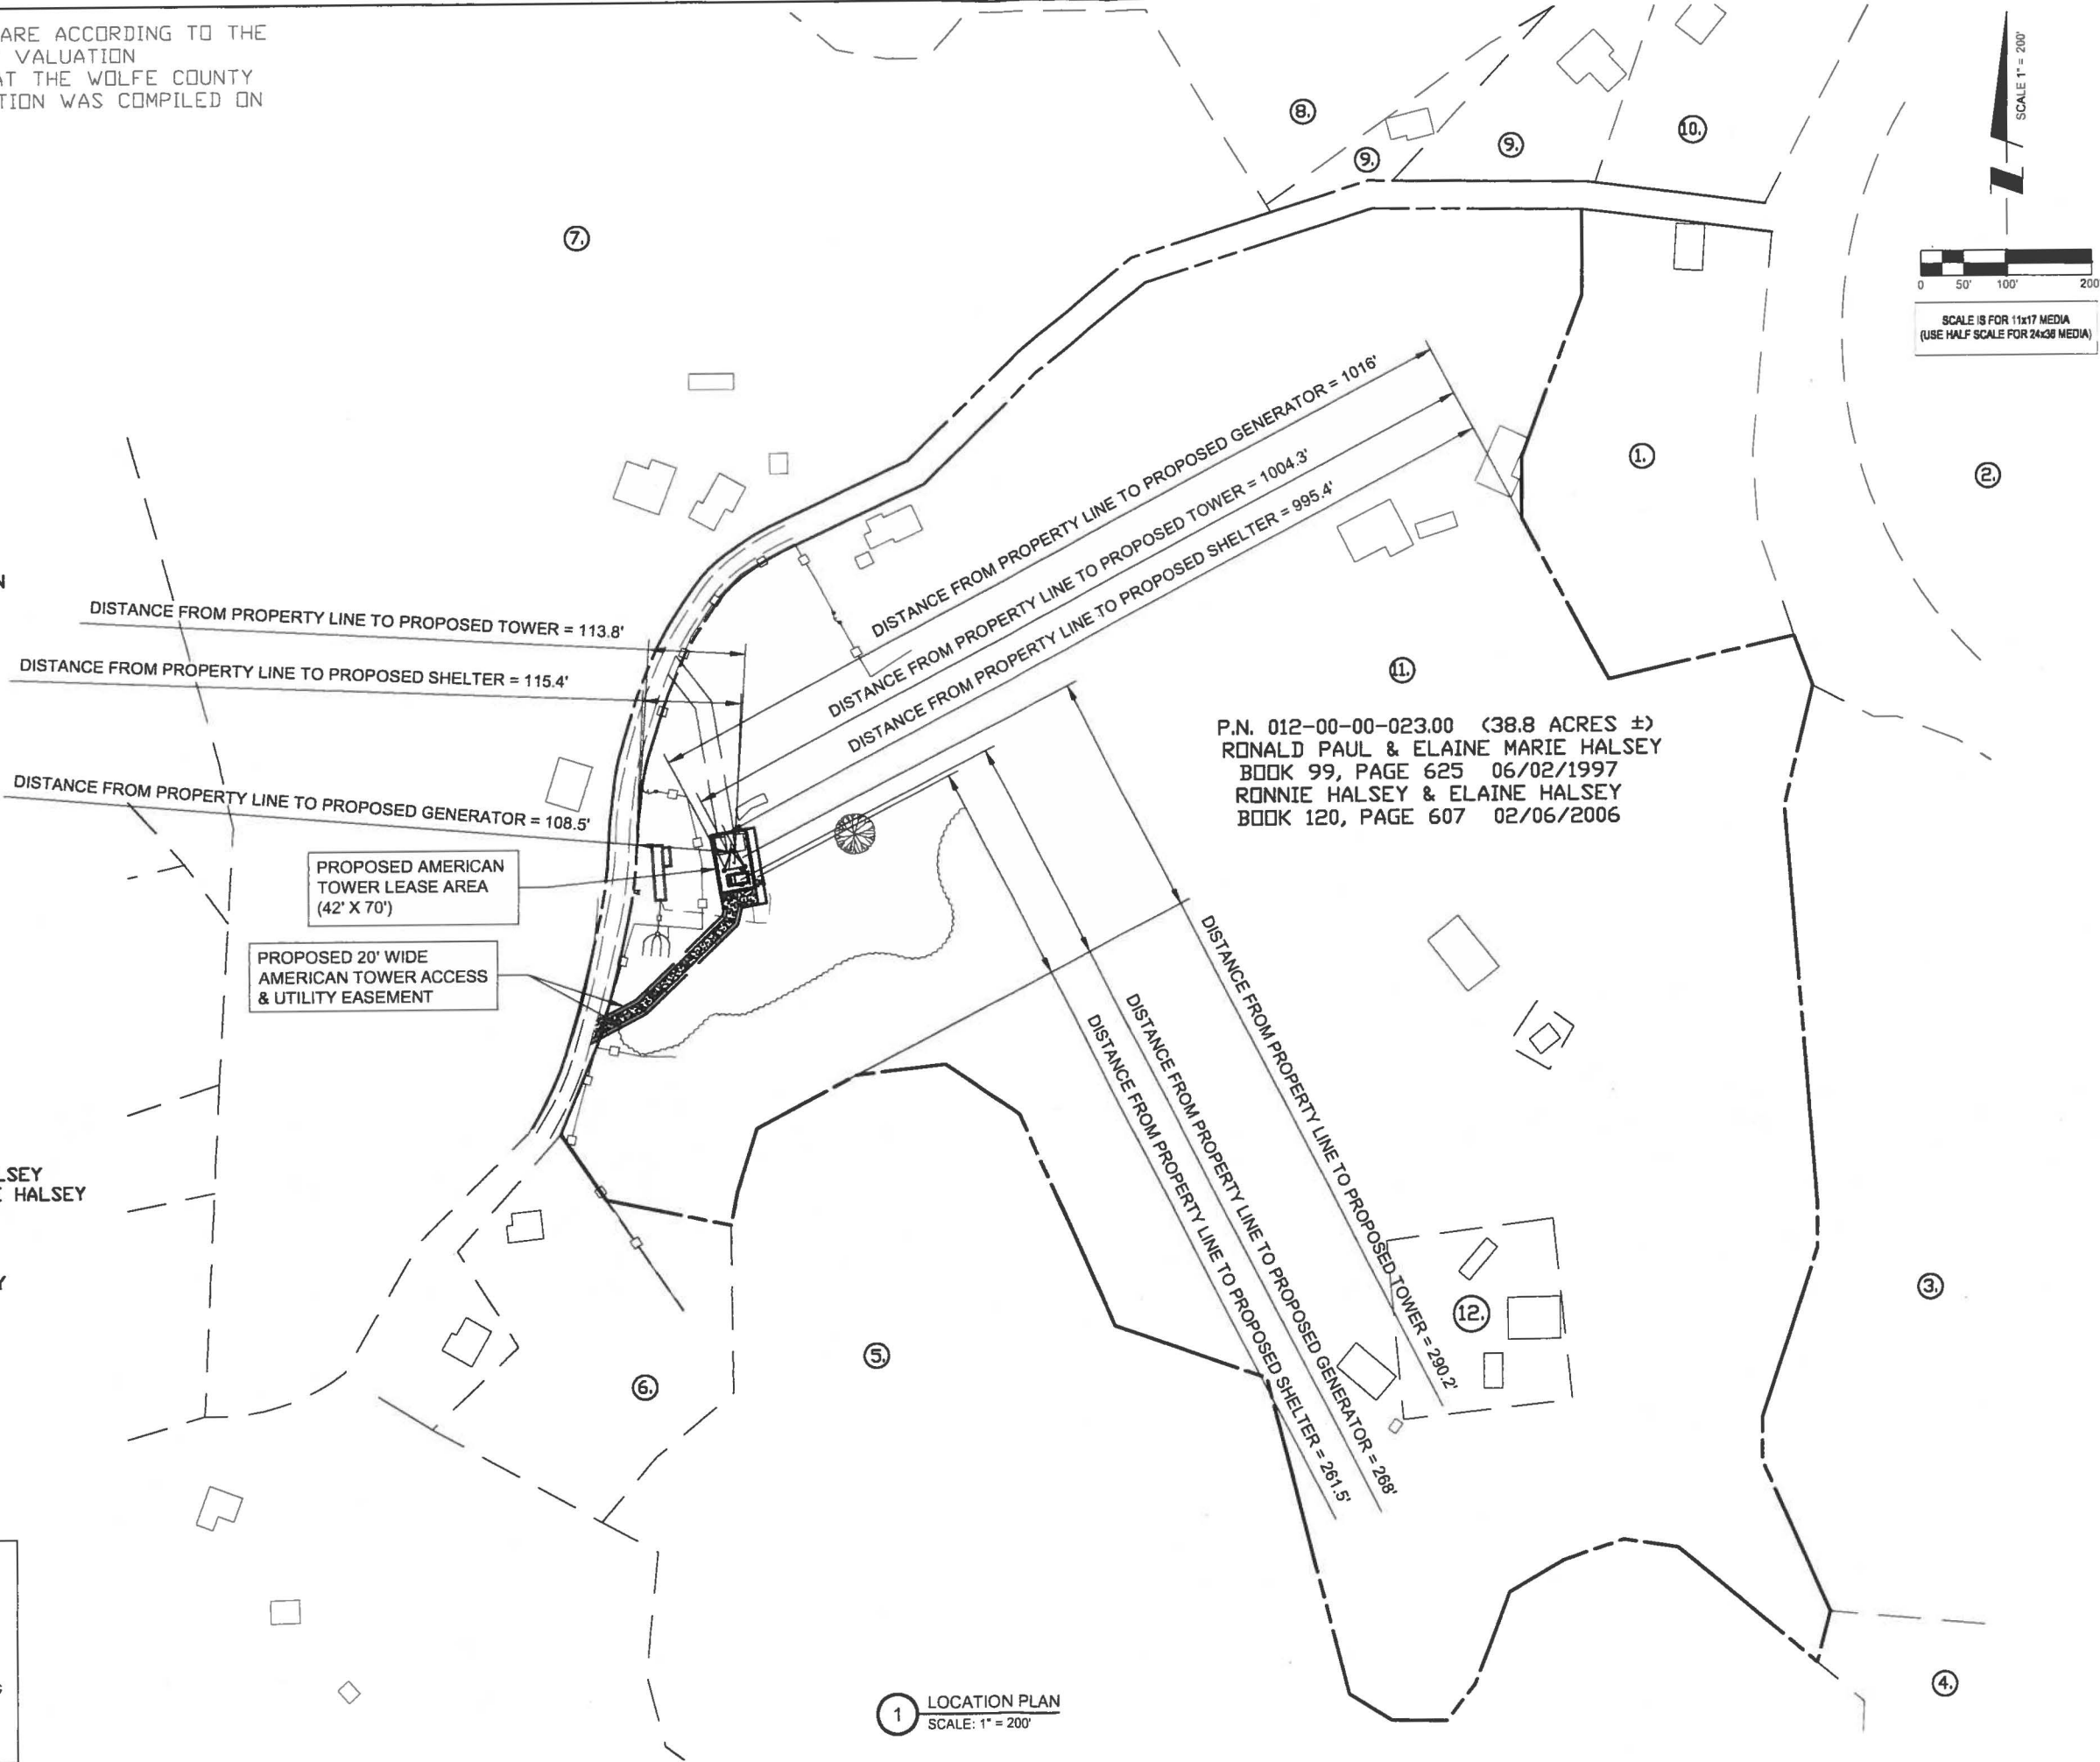 ARE ACCORDING TO THE
VALUATION
AT THE WOLFE COUNTY
TION WAS COMPILED ON
8.
9.
9.
10.
7.
SCALE 1" = 200'
N
0 50' 100' 200
SCALE IS FOR 11x17 MEDIA
(USE HALF SCALE FOR 24x36 MEDIA)
1.
2.
DISTANCE FROM PROPERTY LINE TO PROPOSED GENERATOR = 1016'
DISTANCE FROM PROPERTY LINE TO PROPOSED TOWER = 1004.3'
DISTANCE FROM PROPERTY LINE TO PROPOSED SHELTER = 995.4'
N
DISTANCE FROM PROPERTY LINE TO PROPOSED TOWER = 113.8'
DISTANCE FROM PROPERTY LINE TO PROPOSED SHELTER = 115.4'
DISTANCE FROM PROPERTY LINE TO PROPOSED GENERATOR = 108.5'
11.
P.N. 012-00-00-023.00 (38.8 ACRES ±)
RONALD PAUL & ELAINE MARIE HALSEY
BOOK 99, PAGE 625 06/02/1997
RONNIE HALSEY & ELAINE HALSEY
BOOK 120, PAGE 607 02/06/2006
PROPOSED AMERICAN
TOWER LEASE AREA
(42' X 70')
PROPOSED 20' WIDE
AMERICAN TOWER ACCESS
& UTILITY EASEMENT
DISTANCE FROM PROPERTY LINE TO PROPOSED TOWER = 290.2'
DISTANCE FROM PROPERTY LINE TO PROPOSED GENERATOR = 268'
DISTANCE FROM PROPERTY LINE TO PROPOSED SHELTER = 261.5'
LSEY
E HALSEY
Y
12.
3.
5.
6.
4.
1
LOCATION PLAN
SCALE: 1" = 200'